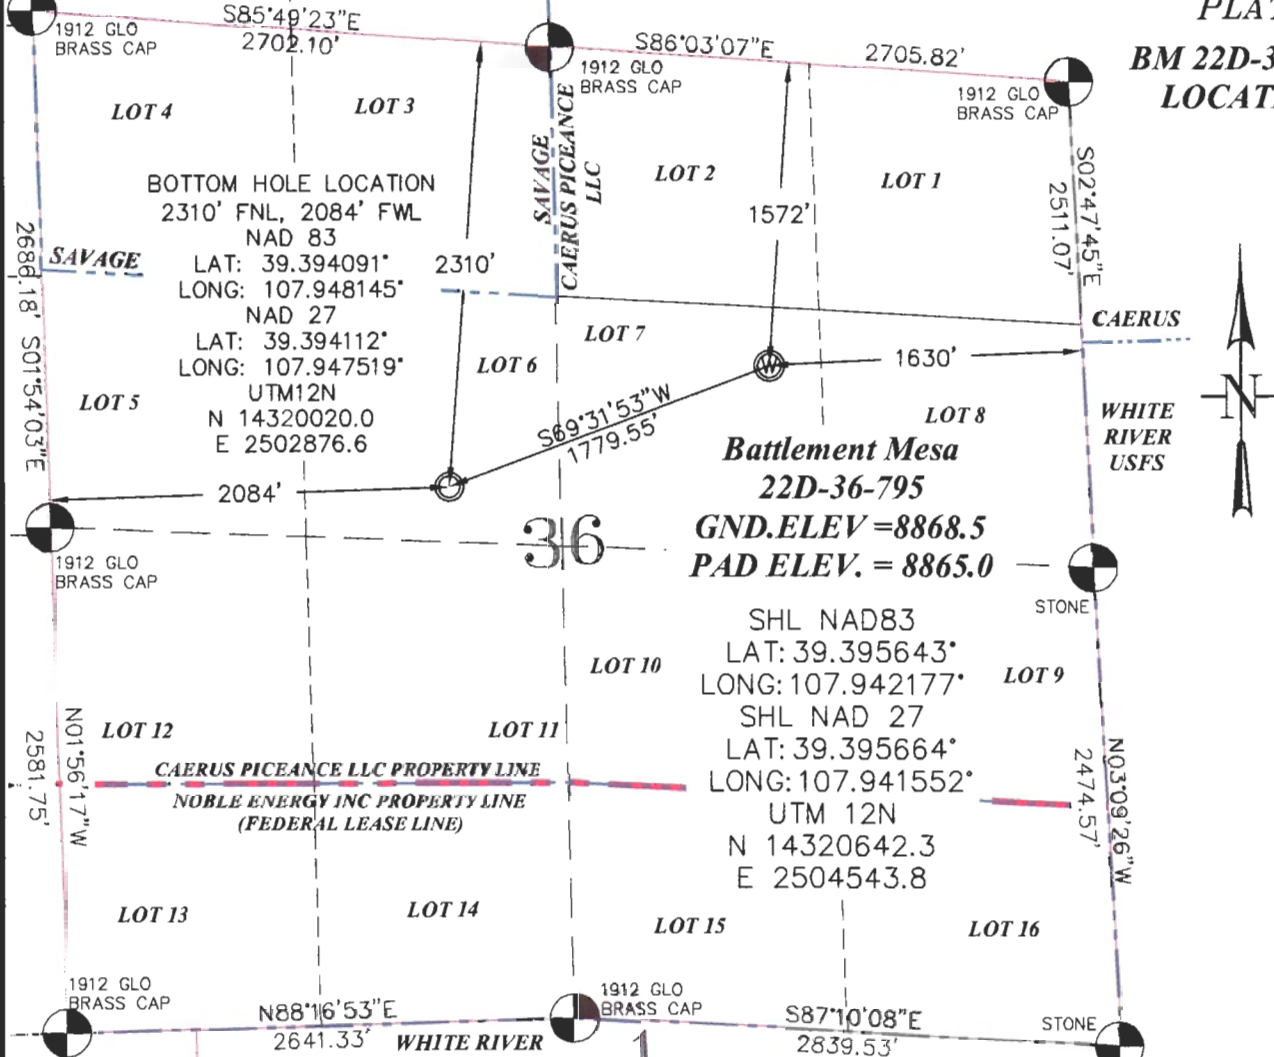 S85°49'23"E
2702.10'
1912 GLO
BRASS CAP
S86°03'07"E
2705.82'
1912 GLO
BRASS CAP
1912 GLO
BRASS CAP
BM 22D-3
LOT 4
LOT 3
SAVAGE
CAERUS PICEANCE
LLC
LOT 2
LOT 1
1572'
S02°47'45"E
2511.07'
BOTTOM HOLE LOCATION
2310' FNL, 2084' FWL
NAD 83
LAT: 39.394091°
LONG: 107.948145°
NAD 27
LAT: 39.394112°
LONG: 107.947519°
UTM12N
N 14320020.0
E 2502876.6
2310'
SAVAGE
2686.18' S01°54'03"E
LOT 5
LOT 6
LOT 7
CAERUS
W
1630'
N
S69°31'53"W
1779.55'
LOT 8
WHITE
RIVER
USFS
2084'
Battlement Mesa
22D-36-795
GND.ELEV =8868.5
PAD ELEV. = 8865.0
36
1912 GLO
BRASS CAP
STONE
SHL NAD83
LAT: 39.395643°
LONG: 107.942177°
SHL NAD 27
LAT: 39.395664°
LONG: 107.941552°
UTM 12N
N 14320642.3
E 2504543.8
LOT 10
LOT 9
LOT 12
LOT 11
N01°56'17"W
2581.75'
CAERUS PICEANCE LLC PROPERTY LINE
NOBLE ENERGY INC PROPERTY LINE
(FEDERAL LEASE LINE)
N03°09'26"W
2474.57'
LOT 13
LOT 14
LOT 15
LOT 16
1912 GLO
BRASS CAP
1912 GLO
BRASS CAP
N88°16'53"E
2641.33'
WHITE RIVER
1
S87°10'08"E
2839.53'
STONE